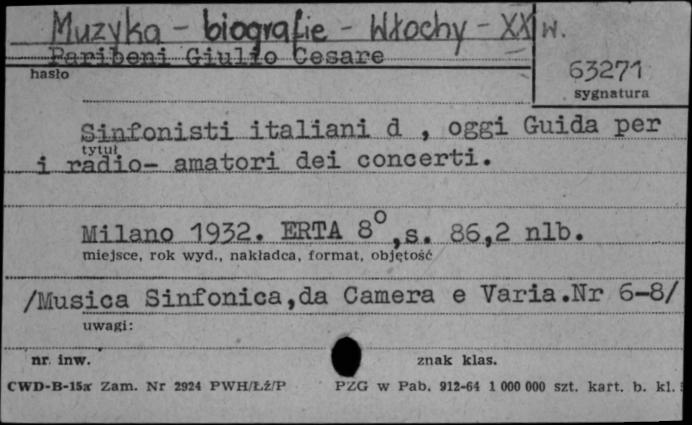 Muzyka - biografie - Włochy - XX w.
Paribeni Giulio Cesare
hasło
63271
sygnatura
Sinfonisti italiani d , oggi Guida per
tytuł
i radio- amatori dei concerti.
Milano 1932. ERTA 8°,s. 86,2 nlb.
miejsce, rok wyd., nakładca, format, objętość
/Musica Sinfonica,da Camera e Varia.Nr 6-8/
uwagi:
nr. inw. znak klas.
CWD-B-15a Zam. Nr 2924 PWH/Łź/P PZG w Pab. 912-64 1 000 000 szt. kart. b. kl.